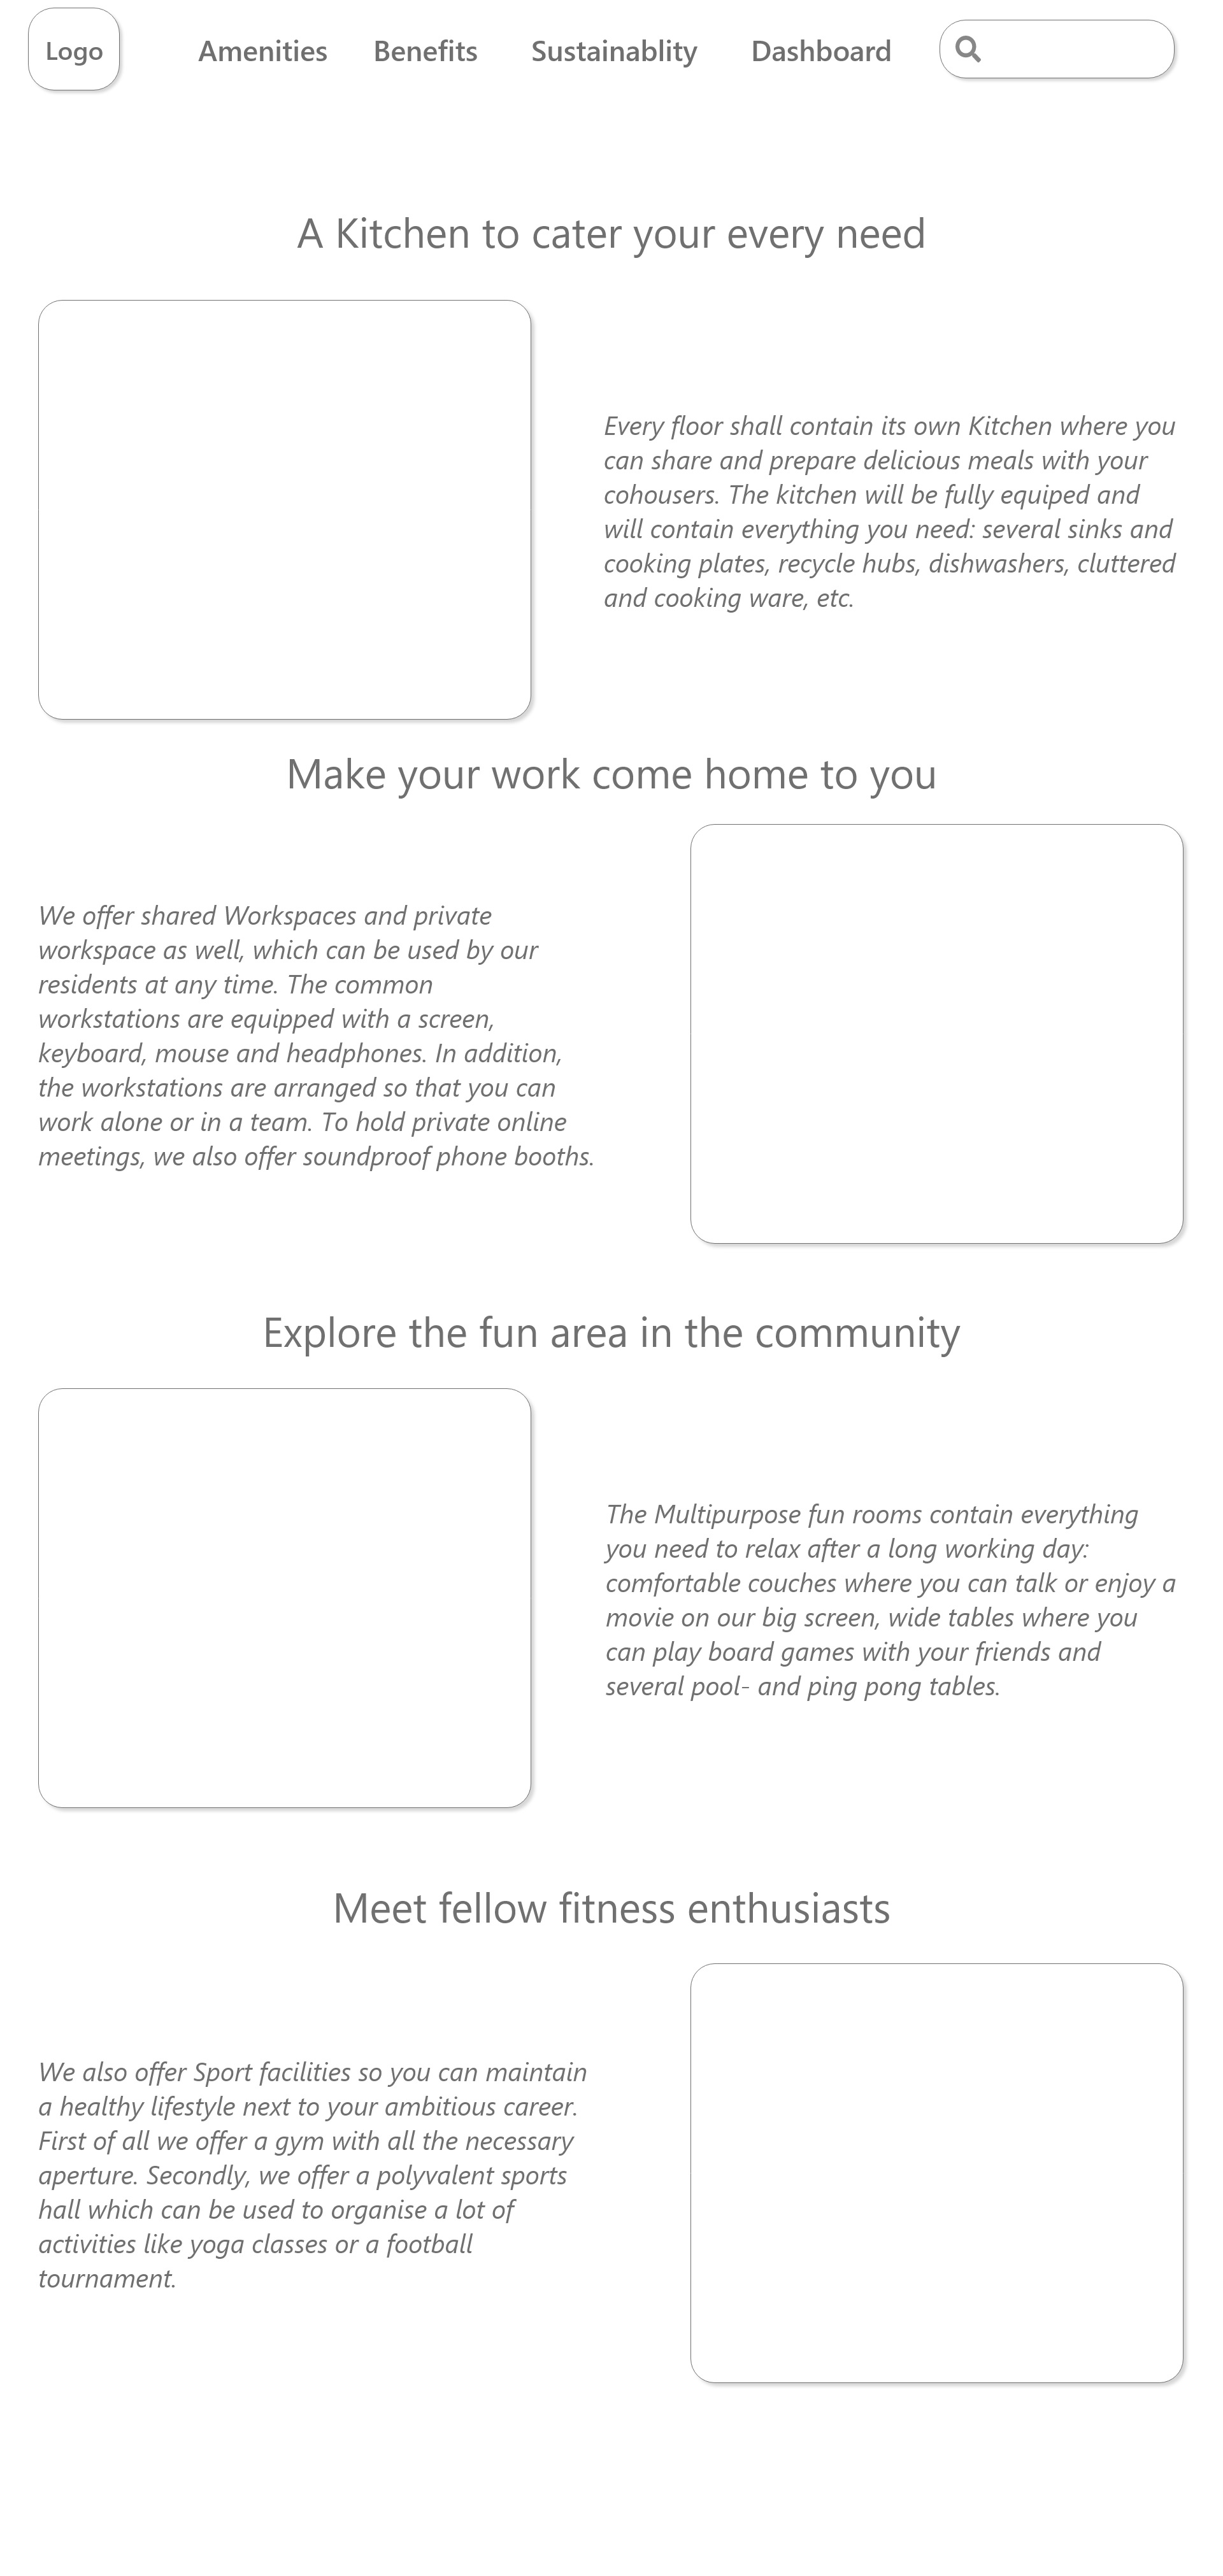 Logo
Amenities Benefits Sustainablity Dashboard
A Kitchen to cater your every need
Every floor shall contain its own Kitchen where you
can share and prepare delicious meals with your
cohousers. The kitchen will be fully equiped and
will contain everything you need: several sinks and
cooking plates, recycle hubs, dishwashers, cluttered
and cooking ware, etc.
Make your work come home to you
We offer shared Workspaces and private
workspace as well, which can be used by our
residents at any time. The common
workstations are equipped with a screen,
keyboard, mouse and headphones. In addition,
the workstations are arranged so that you can
work alone or in a team. To hold private online
meetings, we also offer soundproof phone booths.
Explore the fun area in the community
The Multipurpose fun rooms contain everything
you need to relax after a long working day:
comfortable couches where you can talk or enjoy a
movie on our big screen, wide tables where you
can play board games with your friends and
several pool- and ping pong tables.
Meet fellow fitness enthusiasts
We also offer Sport facilities so you can maintain
a healthy lifestyle next to your ambitious career.
First of all we offer a gym with all the necessary
aperture. Secondly, we offer a polyvalent sports
hall which can be used to organise a lot of
activities like yoga classes or a football
tournament.